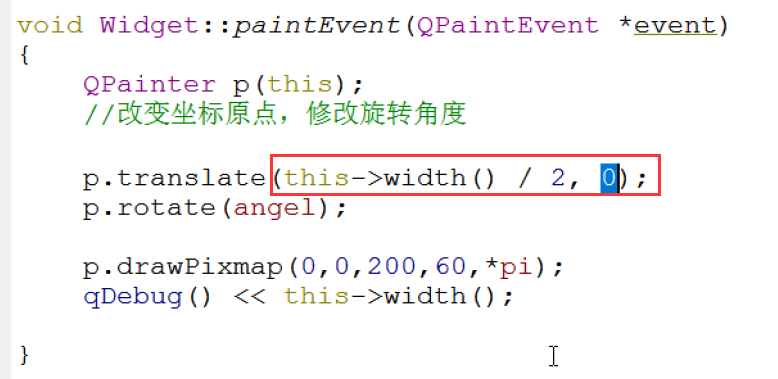 void Widget::paintEvent(QPaintEvent *event)
{
    QPainter p(this);
    //改变坐标原点，修改旋转角度
    p.translate(this->width() / 2, 0);
    p.rotate(angel);
    p.drawPixmap(0,0,200,60,*pi);
    qDebug() << this->width();
}